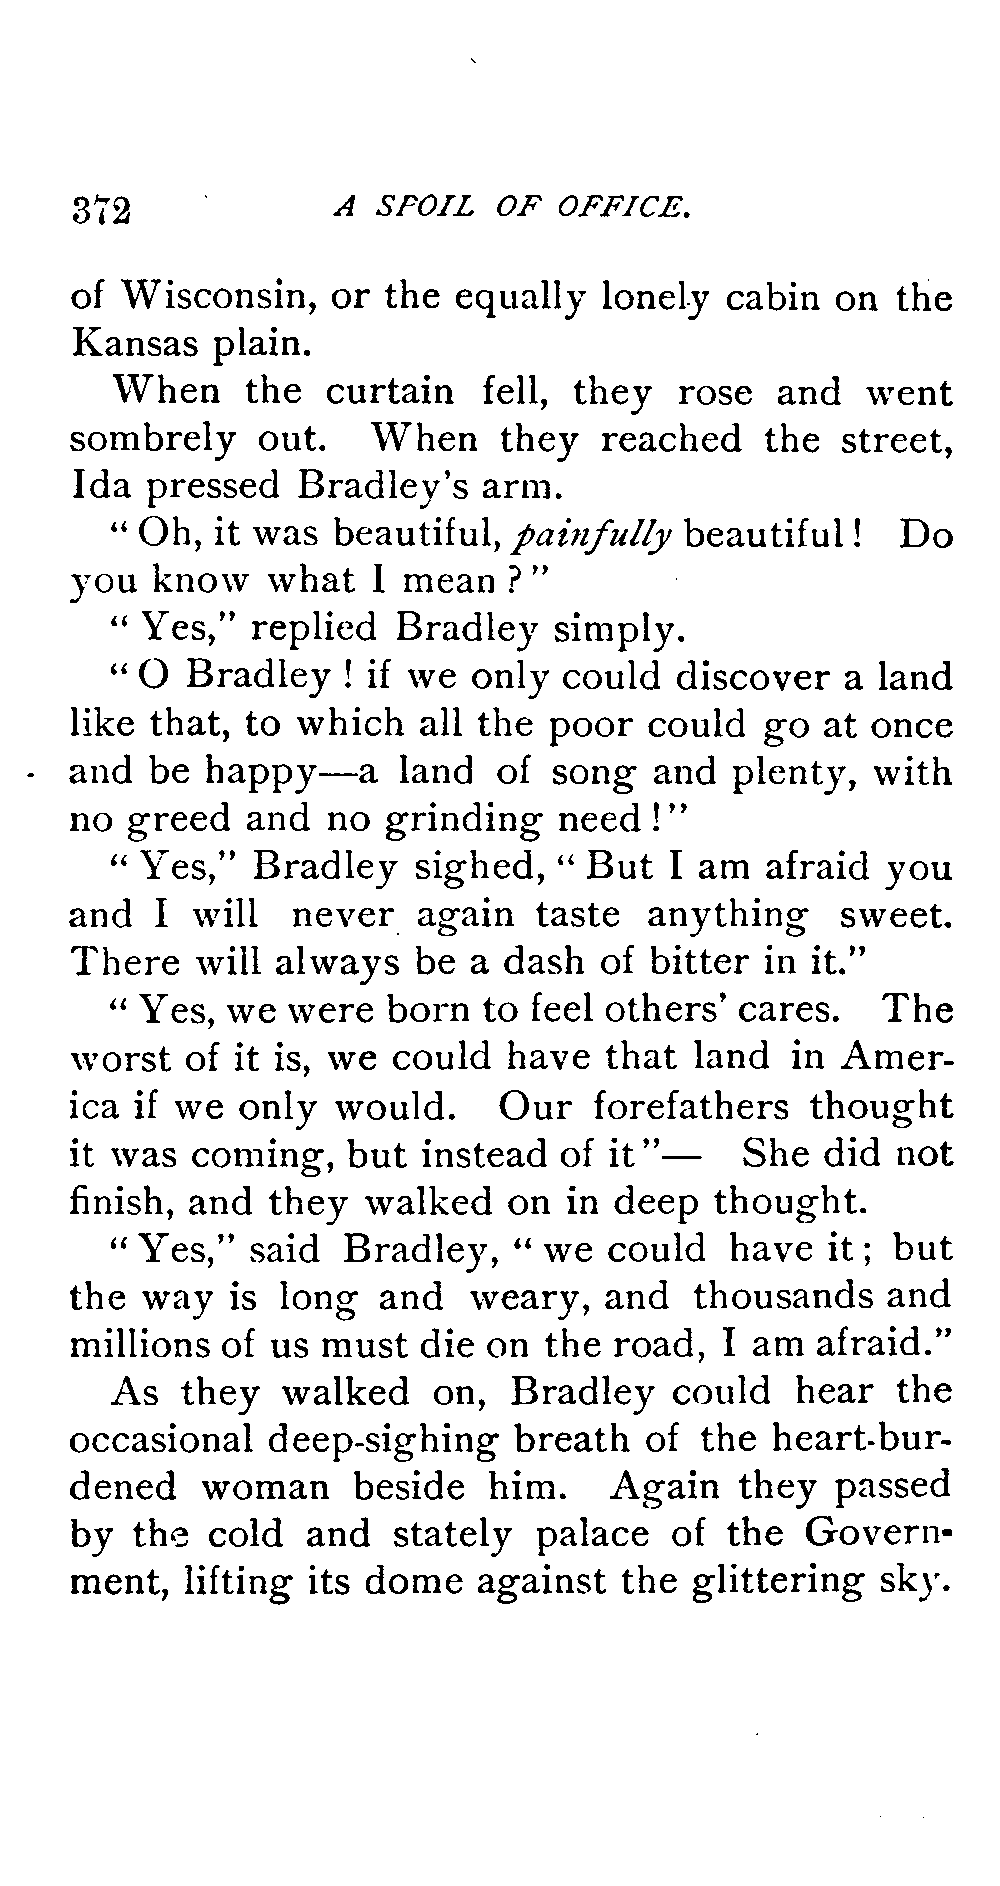 372 A SPOIL OF OFFICE.
of Wisconsin, or the equally lonely cabin on the
Kansas plain.
When the curtain fell, they rose and went
sombrely out. When they reached the street,
Ida pressed Bradley's arm.
"Oh, it was beautiful, painfully beautiful! Do
you know what I mean?"
"Yes," replied Bradley simply.
"O Bradley! if we only could discover a land
like that, to which all the poor could go at once
and be happy—a land of song and plenty, with
no greed and no grinding need!"
"Yes," Bradley sighed, "But I am afraid you
and I will never again taste anything sweet.
There will always be a dash of bitter in it."
"Yes, we were born to feel others' cares. The
worst of it is, we could have that land in Amer-
ica if we only would. Our forefathers thought
it was coming, but instead of it"— She did not
finish, and they walked on in deep thought.
"Yes," said Bradley, "we could have it; but
the way is long and weary, and thousands and
millions of us must die on the road, I am afraid."
As they walked on, Bradley could hear the
occasional deep-sighing breath of the heart-bur-
dened woman beside him. Again they passed
by the cold and stately palace of the Govern-
ment, lifting its dome against the glittering sky.